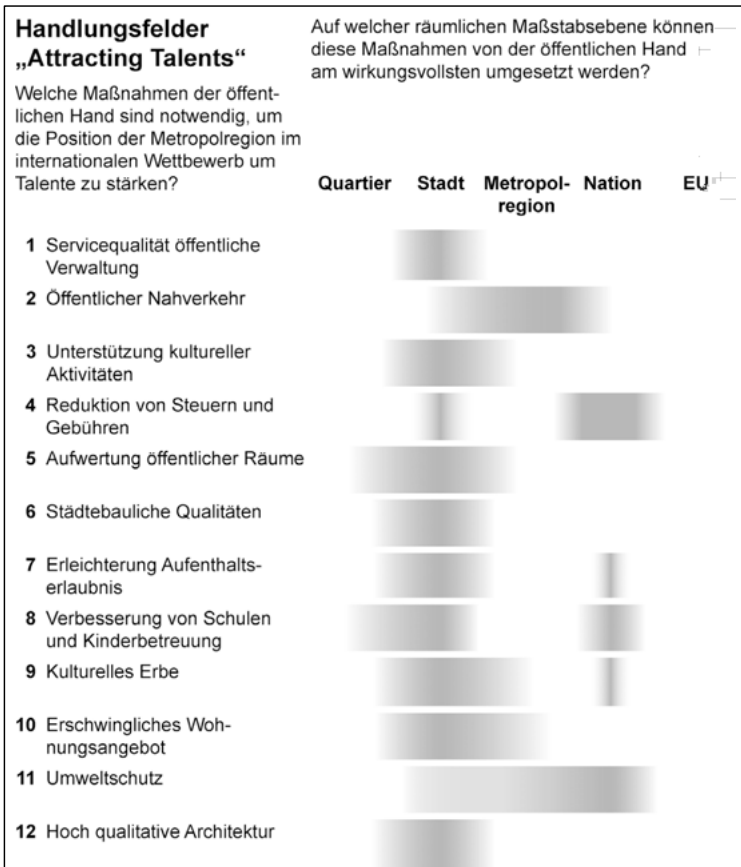 Handlungsfelder
„Attracting Talents“
Welche Maßnahmen der öffent-
lichen Hand sind notwendig, um
die Position der Metropolregion im
internationalen Wettbewerb um
Talente zu stärken?
Auf welcher räumlichen Maßstabsebene können
diese Maßnahmen von der öffentlichen Hand
am wirkungsvollsten umgesetzt werden?
Quartier Stadt Metropol- Nation EU
region
1 Servicequalität öffentliche
Verwaltung
2 Öffentlicher Nahverkehr
3 Unterstützung kultureller
Aktivitäten
4 Reduktion von Steuern und
Gebühren
5 Aufwertung öffentlicher Räume
6 Städtebauliche Qualitäten
7 Erleichterung Aufenthalts-
erlaubnis
8 Verbesserung von Schulen
und Kinderbetreuung
9 Kulturelles Erbe
10 Erschwingliches Woh-
nungsangebot
11 Umweltschutz
12 Hoch qualitative Architektur